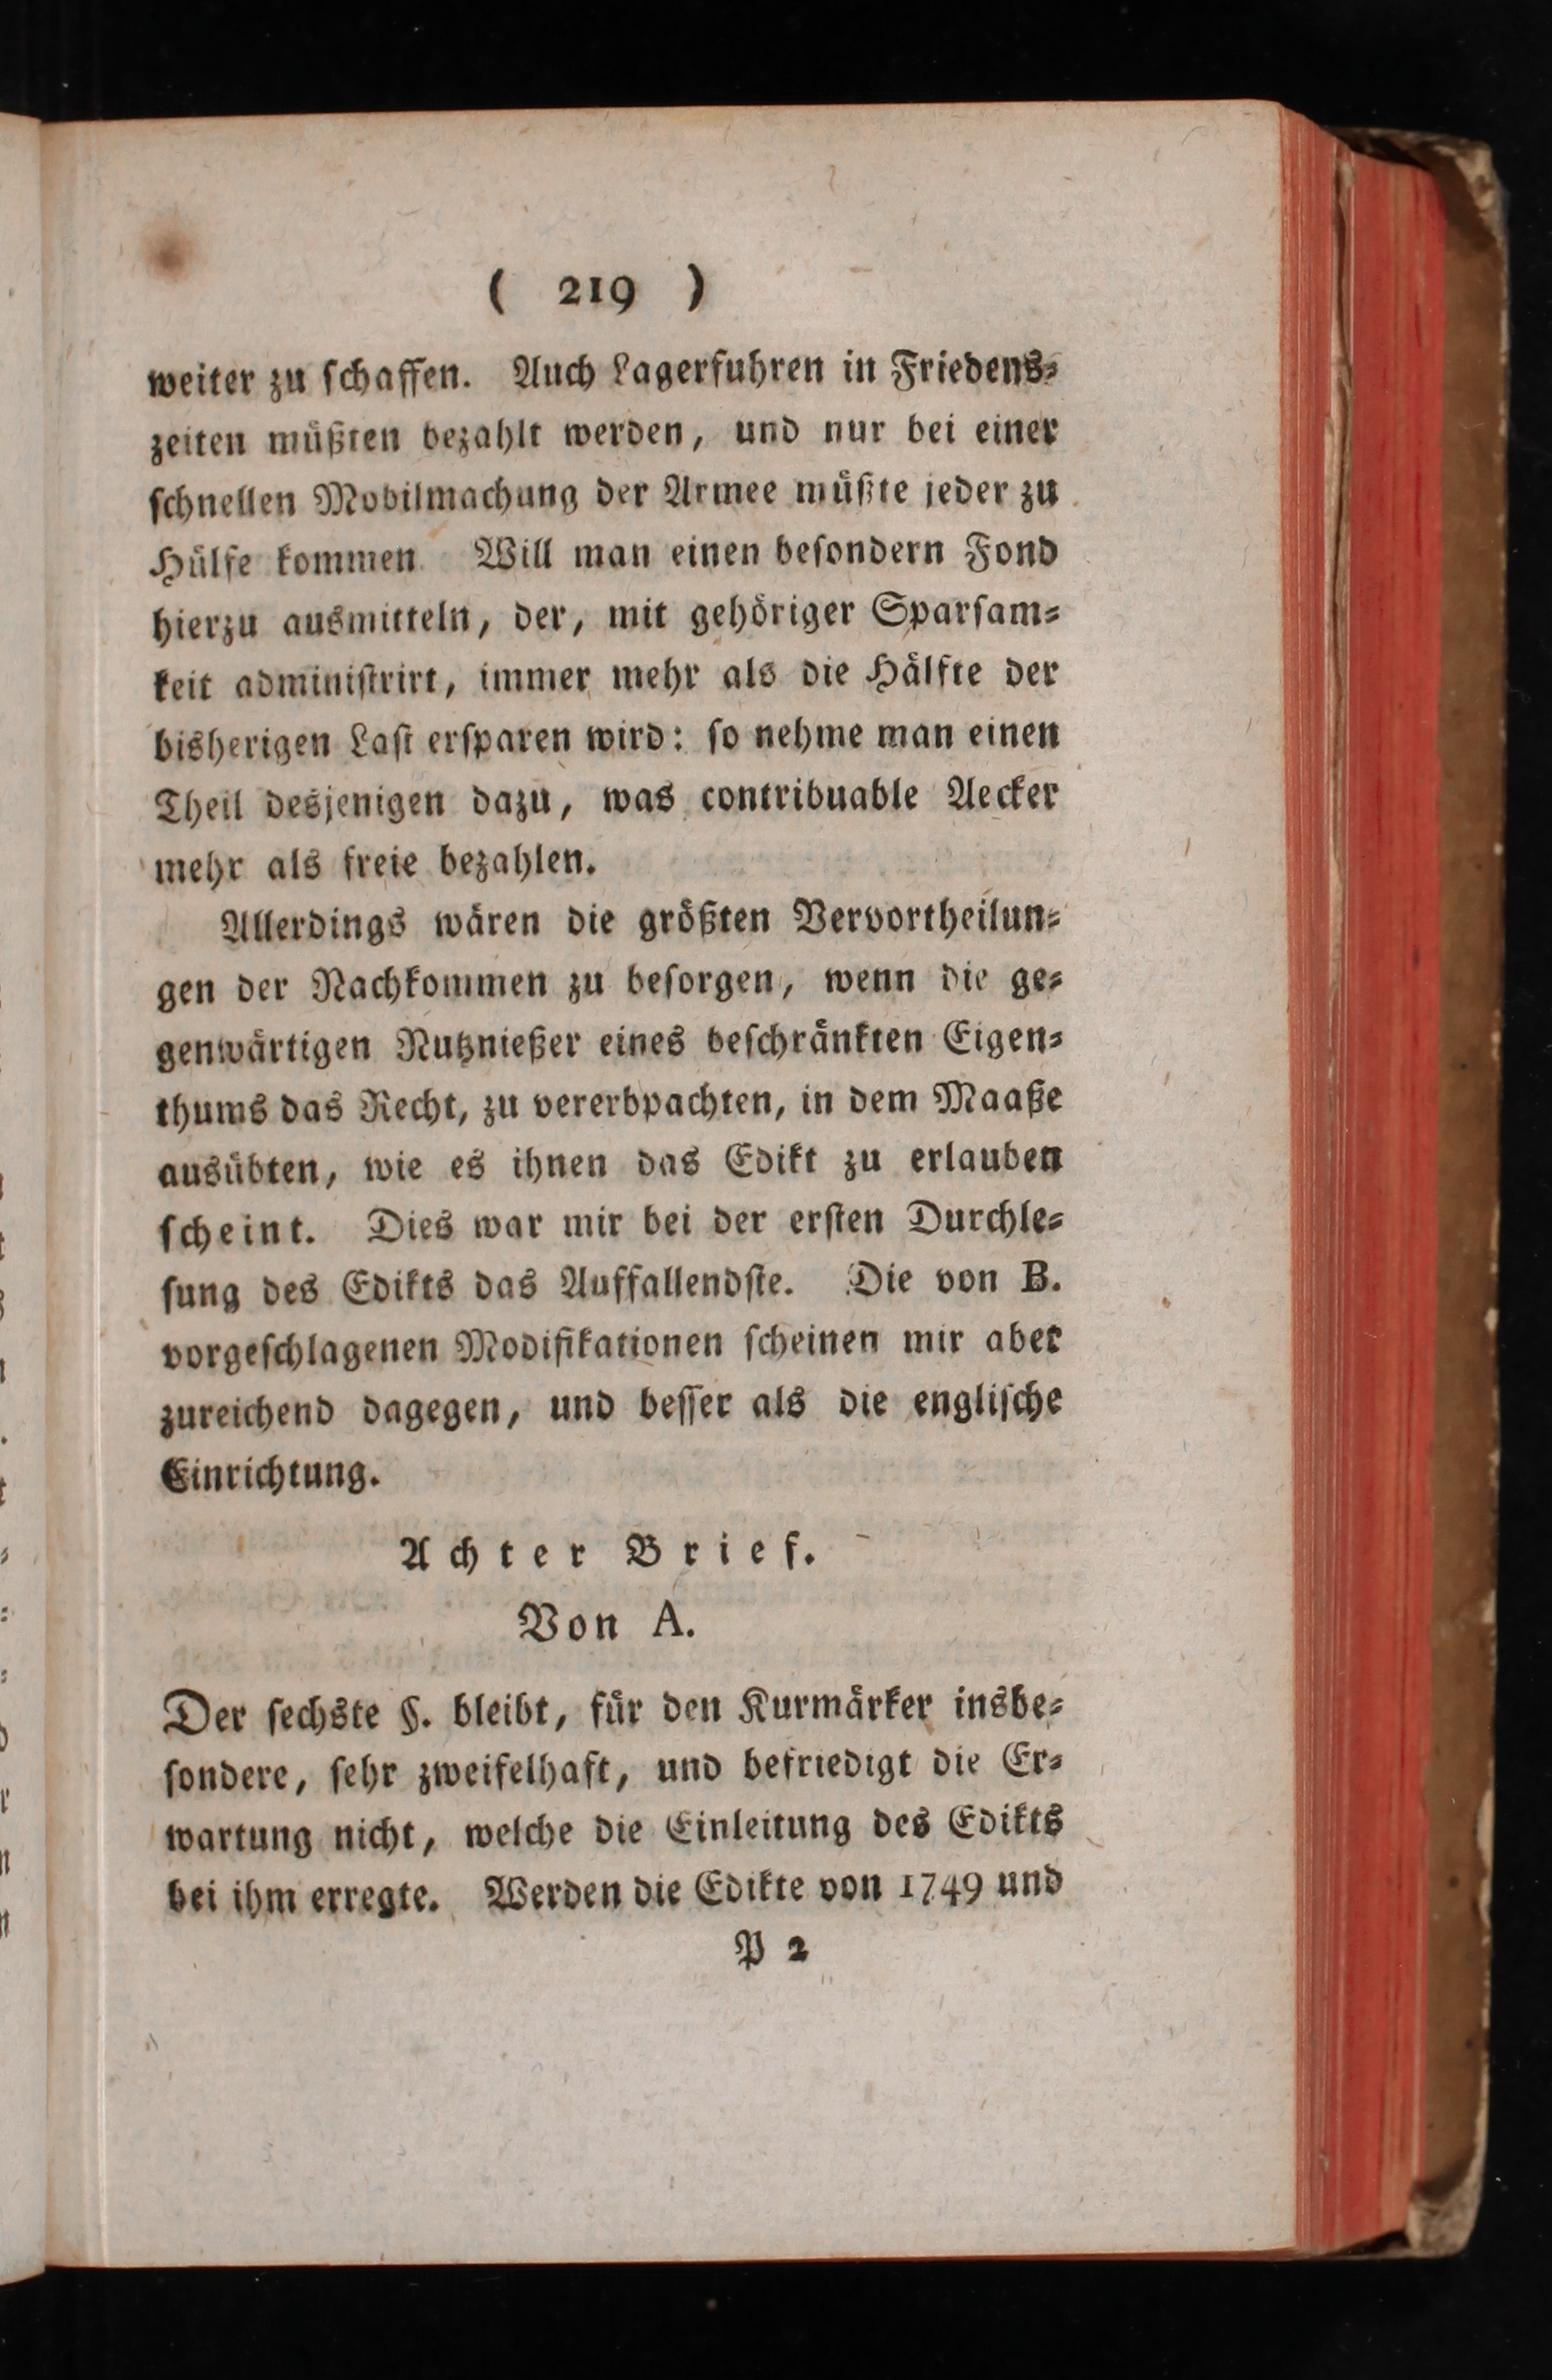 ( 219 )
weiter zu ſchaffen. Auch Lagerfuhren in Friedens⸗
zeiten müßten bezahlt werden, und nur bei einer
ſchnellen Mobilmachung der Armee müßte jeder zu
Hülfe kommen Will man einen beſondern Fond
hierzu ausmitteln, der, mit gehöriger Sparſam⸗
keit adminiſtrirt, immer mehr als die Hälfte der
bisherigen Laſt erſparen wird: ſo nehme man einen
Theil desjenigen dazu, was contribuable Aecker
mehr als freie bezahlen.
Allerdings wären die größten Vervortheilun⸗
gen der Nachkommen zu beſorgen, wenn die ge⸗
genwärtigen Nutznießer eines beſchränkten Eigen⸗
thums das Recht, zu vererbpachten, in dem Maaße
ausübten, wie es ihnen das Edikt zu erlauben
ſcheint. Dies war mir bei der erſten Durchle⸗
ſung des Edikts das Auffallendſte. Die von B.
vorgeſchlagenen Modifikationen ſcheinen mir aber
zureichend dagegen, und beſſer als die engliſche
Einrichtung.
Achter Brief.
Von A.
Der ſechste §. bleibt, für den Kurmärker insbe⸗
ſondere, ſehr zweifelhaft, und befriedigt die Er⸗
wartung nicht, welche die Einleitung des Edikts
bei ihm erregte. Werden die Edikte von 1749 und
P 2